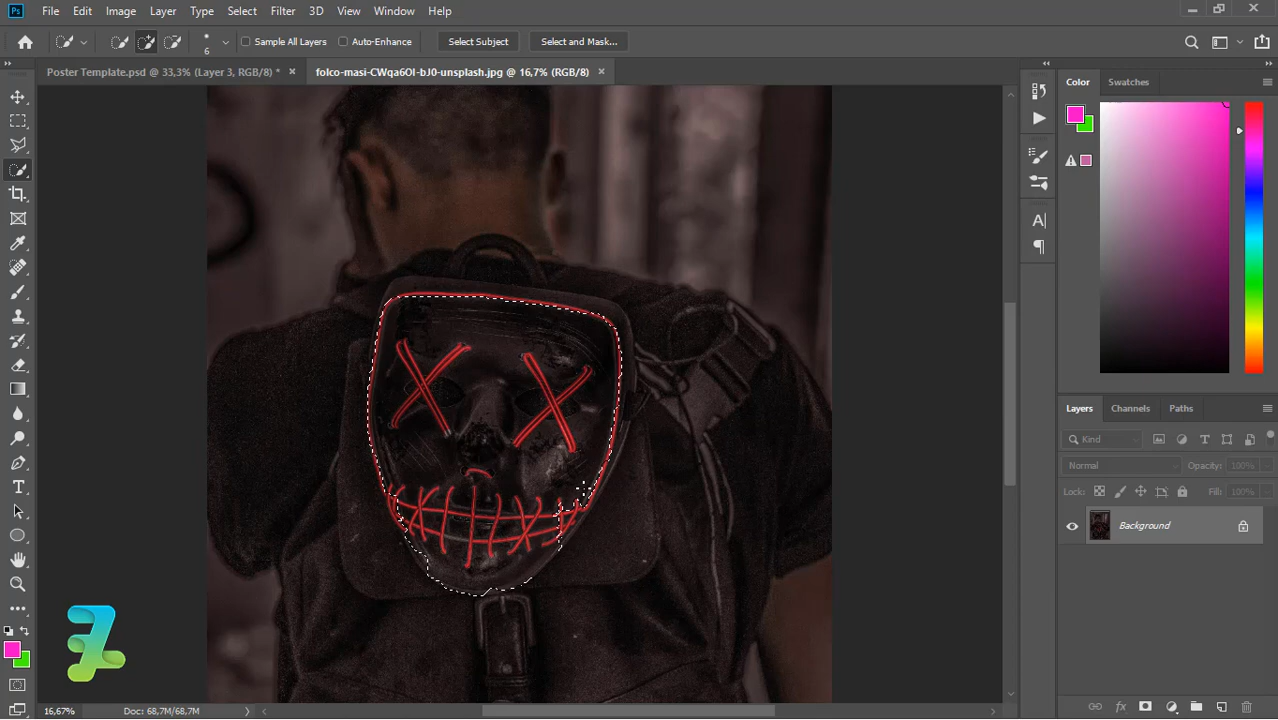 Ps File Edit Image Layer Type Select Filter 3D View Window Help
6 Sample All Layers Auto-Enhance Select Subject Select and Mask...
Poster Template.psd @ 33,3% (Layer 3, RGB/8) * × folco-masi-CWqa6OI-bJ0-unsplash.jpg @ 16,7% (RGB/8) ×
Color Swatches
Layers Channels Paths
Kind
Normal Opacity: 100%
Lock: Fill: 100%
Background
16,67% Doc: 68,7M/68,7M